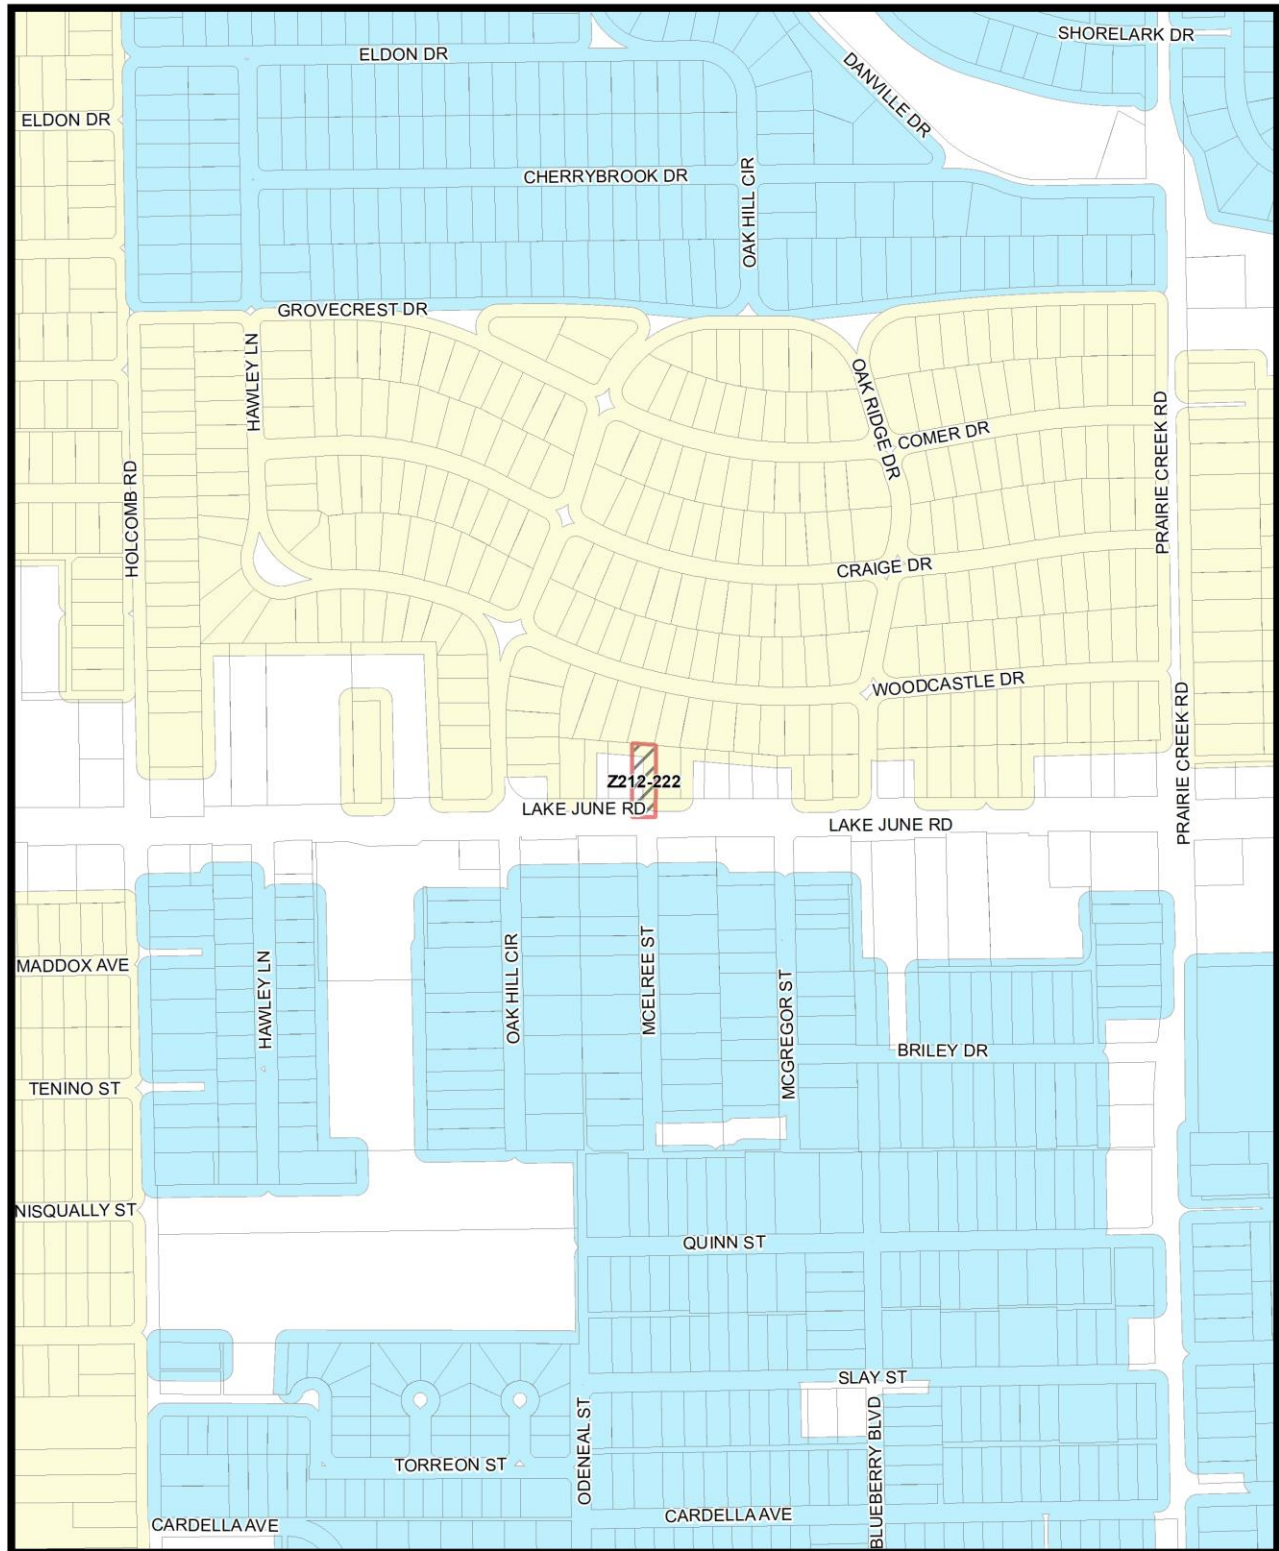 SHORELARK DR
ELDON DR
DANVILLE DR
ELDON DR
CHERRYBROOK DR
OAK HILL CIR
GROVECREST DR
HAWLEY LN
OAK RIDGE DR
COMER DR
PRAIRIE CREEK RD
HOLCOMB RD
CRAIGE DR
WOODCASTLE DR
PRAIRIE CREEK RD
Z212-222
LAKE JUNE RD
LAKE JUNE RD
MADDOX AVE
HAWLEY LN
OAK HILL CIR
MCELREE ST
MCGREGOR ST
BRILEY DR
TENINO ST
NISQUALLY ST
QUINN ST
SLAY ST
ODENEAL ST
BLUEBERRY BLVD
TORREON ST
CARDELLA AVE
CARDELLA AVE